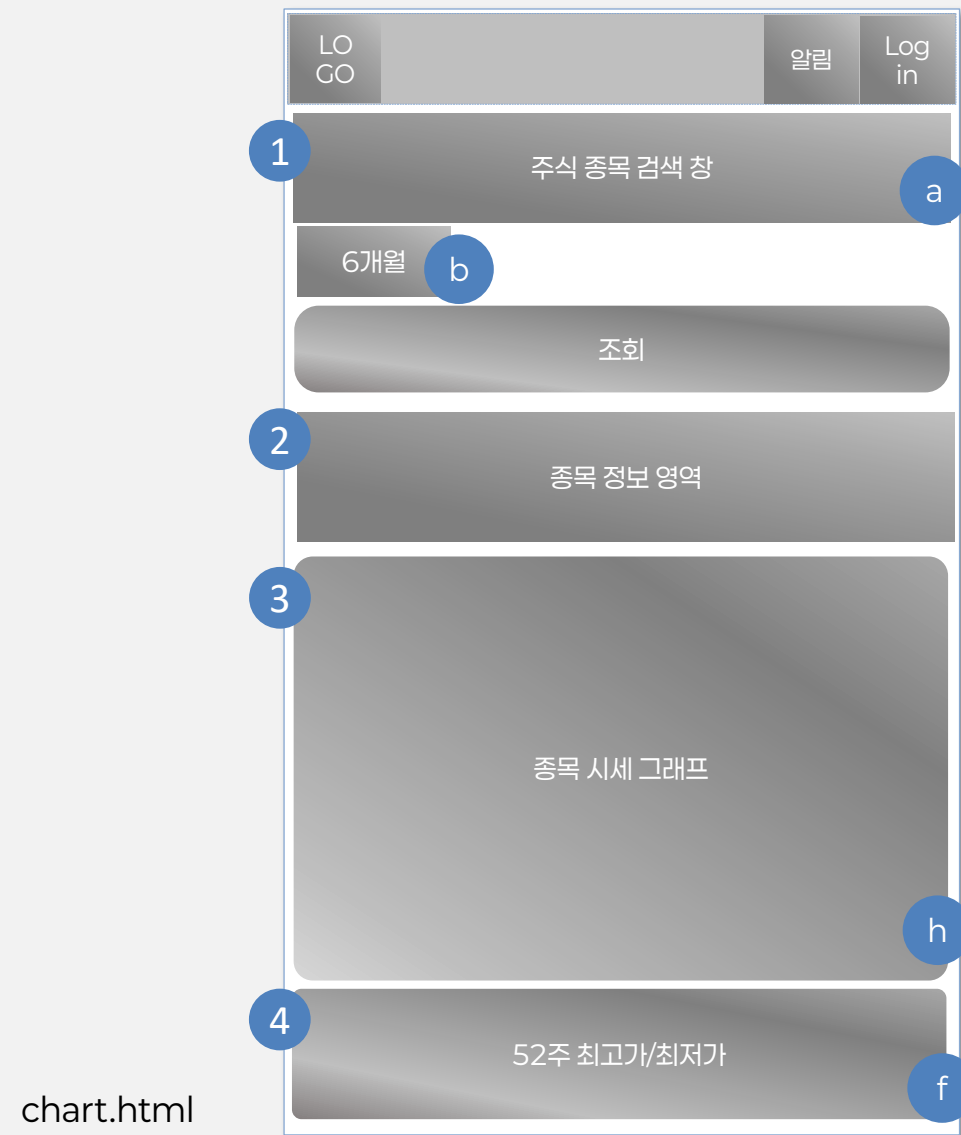 LO
GO
알림
Log
in
1
주식 종목 검색 창
a
6개월
b
조회
2
종목 정보 영역
3
종목 시세 그래프
h
4
52주 최고가/최저가
f
chart.html